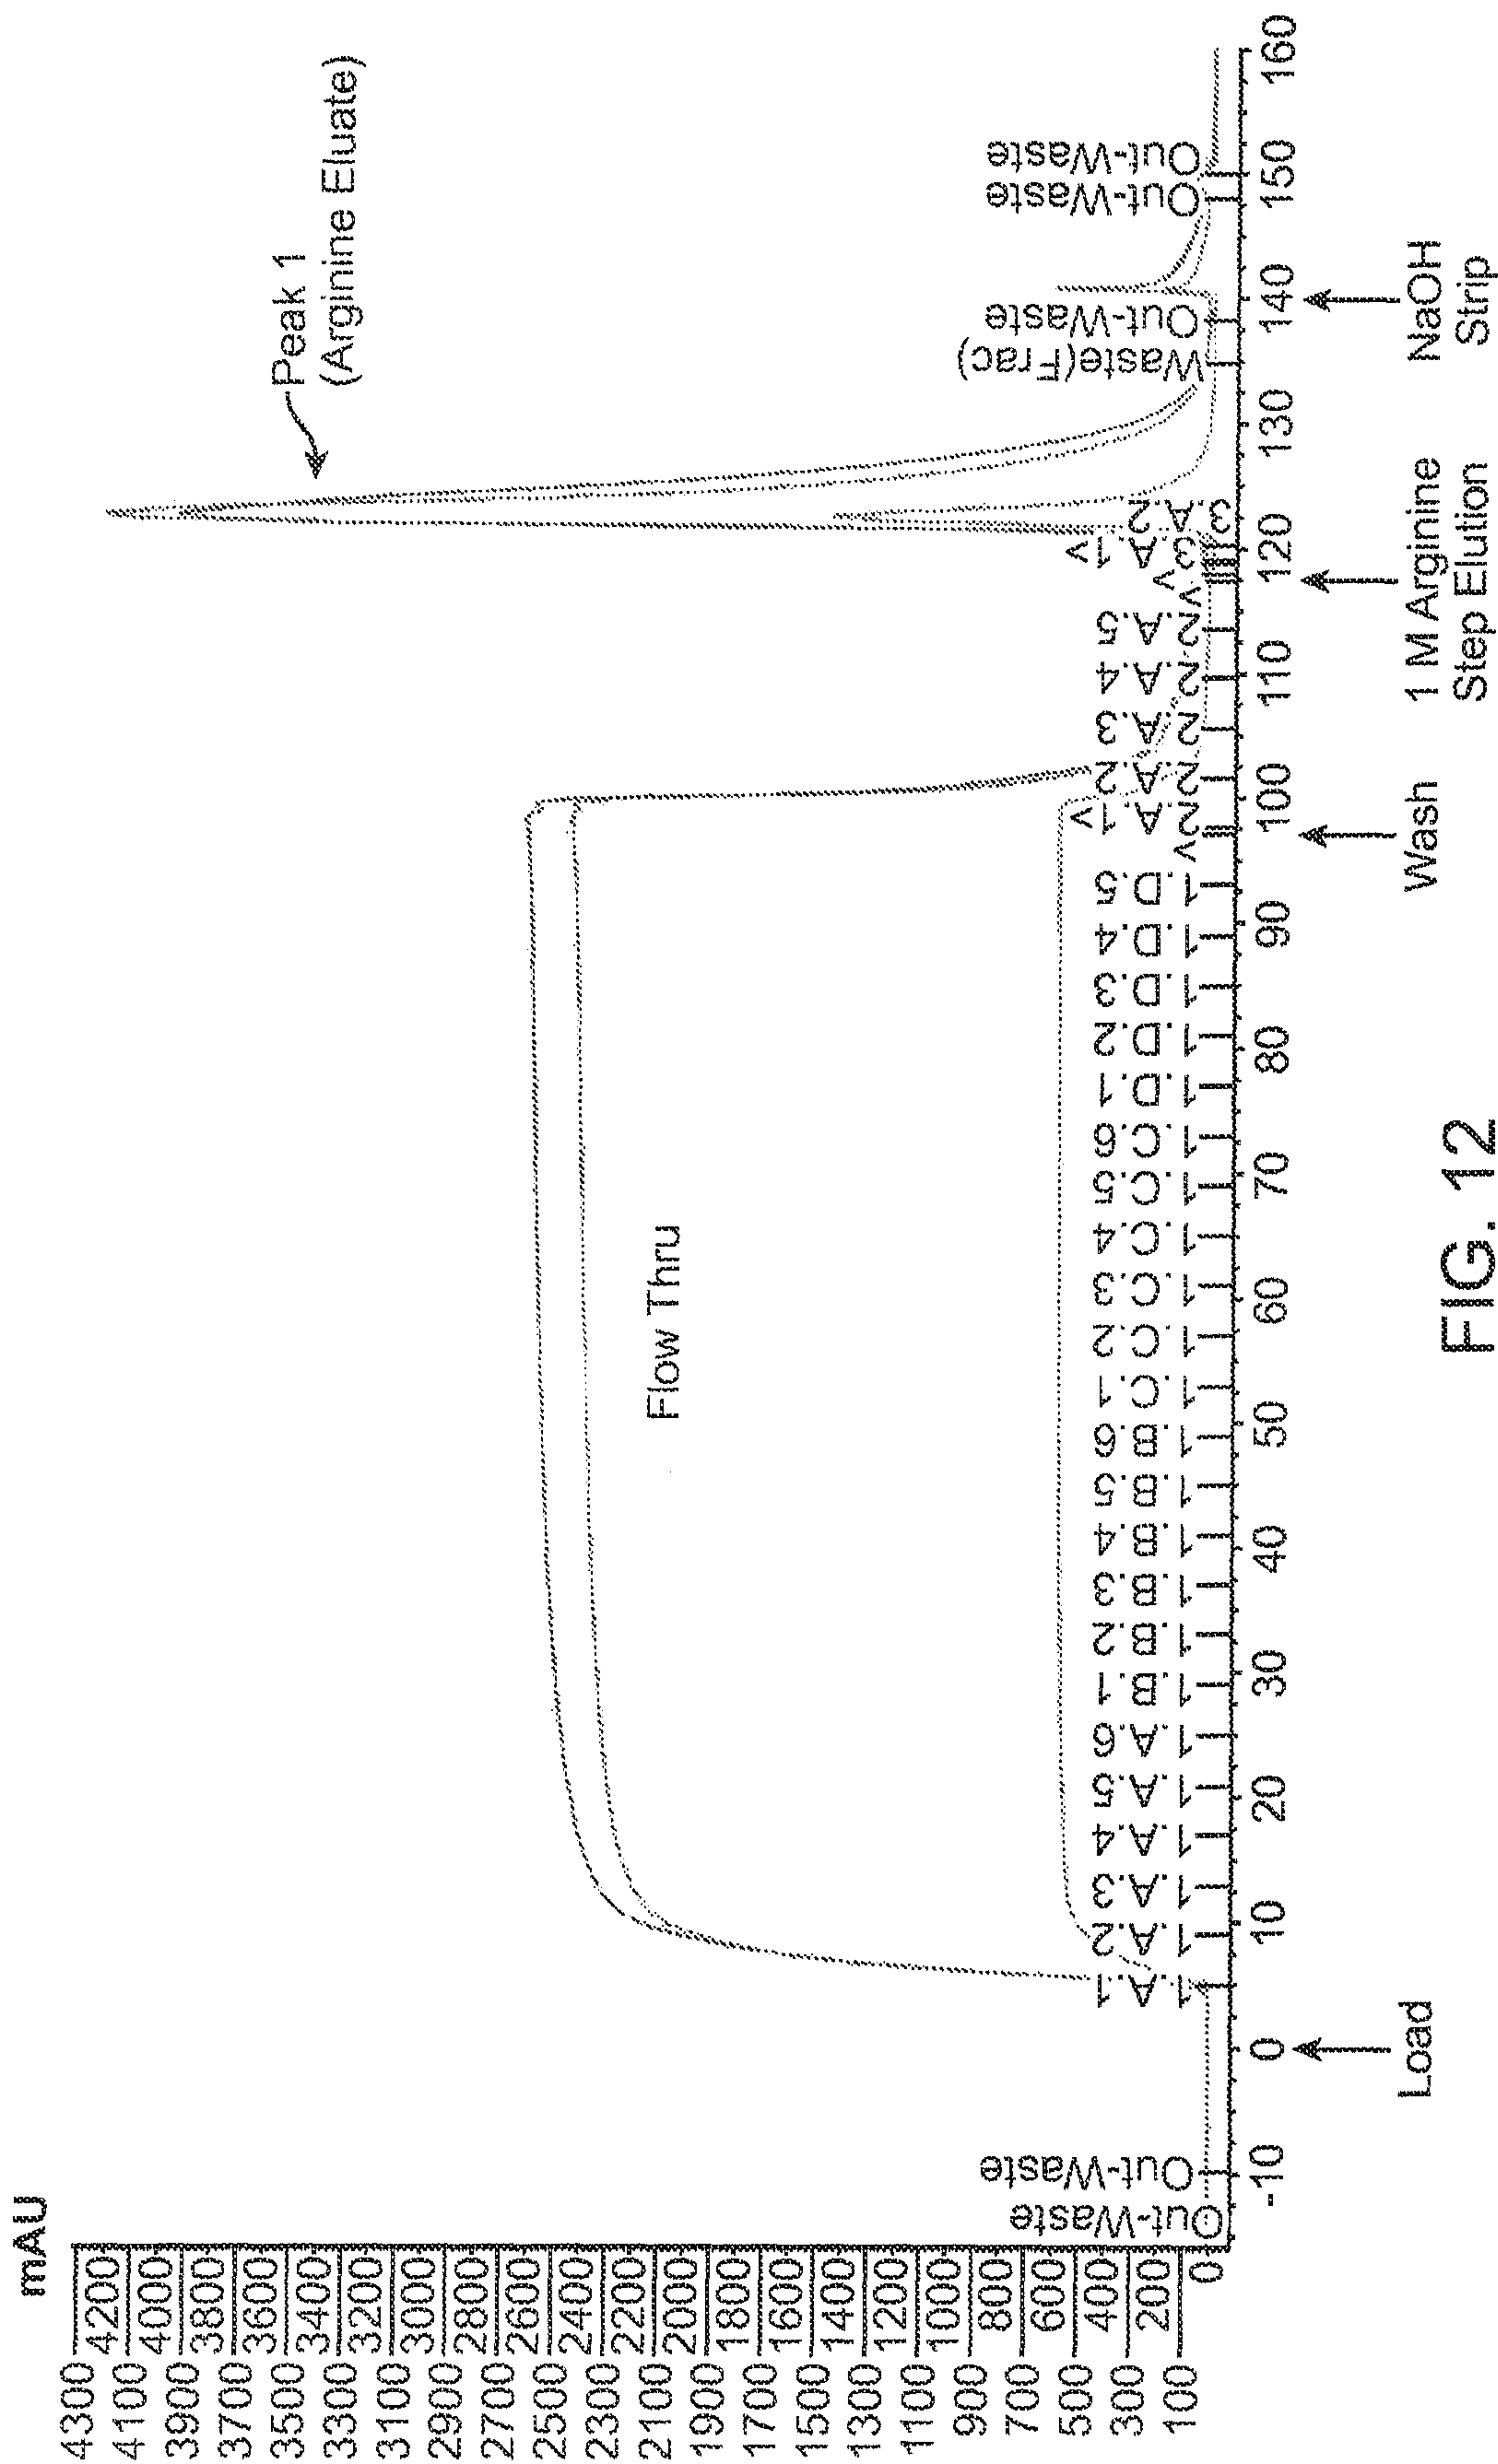 mAU
4300
4200
4100
4000
3900
3800
3700
3600
3500
3400
3300
3200
3100
3000
2900
2800
2700
2600
2500
2400
2300
2200
2100
2000
1900
1800
1700
1600
1500
1400
1300
1200
1100
1000
900
800
700
600
500
400
300
200
100
0
Peak 1
(Arginine Eluate)
Flow Thru
Out-Waste
Out-Waste
1.A.1
1.A.2
1.A.3
1.A.4
1.A.5
1.A.6
1.B.1
1.B.2
1.B.3
1.B.4
1.B.5
1.B.6
1.C.1
1.C.2
1.C.3
1.C.4
1.C.5
1.C.6
1.D.1
1.D.2
1.D.3
1.D.4
1.D.5
v
2.A.1>
2.A.2
2.A.3
2.A.4
2.A.5
v
v
3.A.1>
3.A.2
Waste(Frac)
Out-Waste
Out-Waste
Out-Waste
-10
0
10
20
30
40
50
60
70
80
90
100
110
120
130
140
150
160
Load
Wash
1 M Arginine
Step Elution
NaOH
Strip
FIG. 12